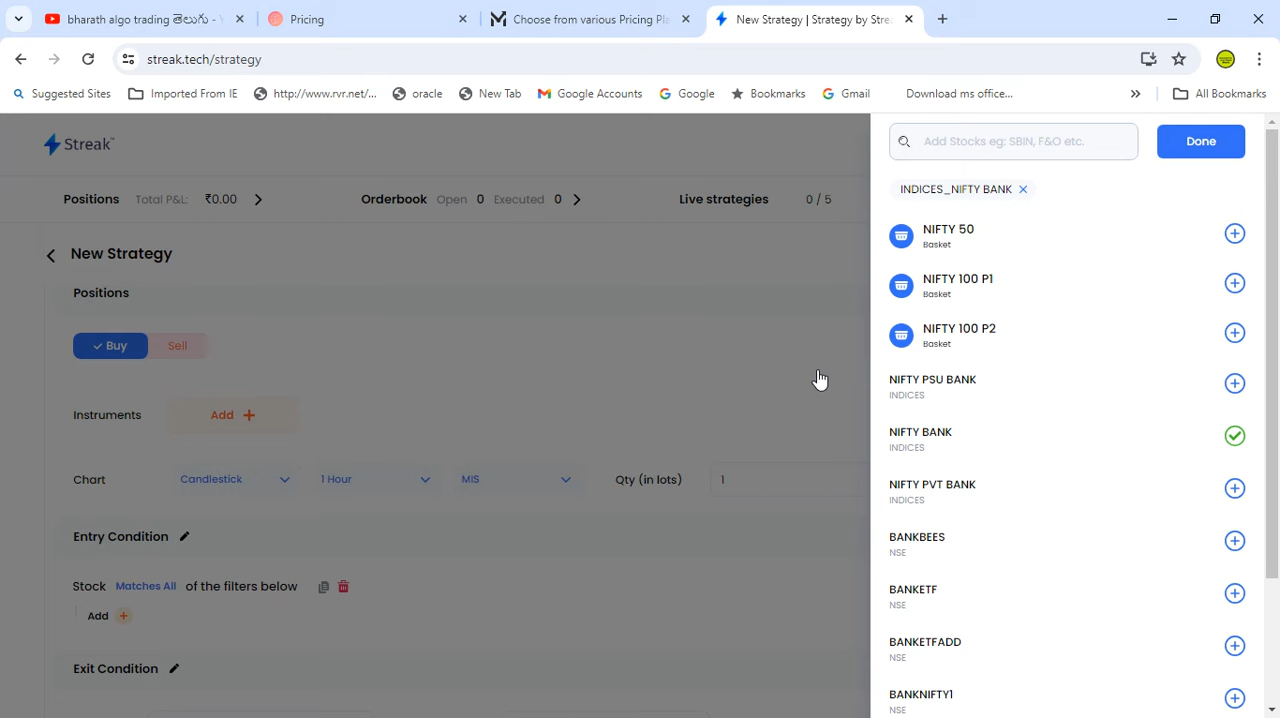 bharath algo trading తెలుగు - Y
Pricing
Choose from various Pricing Pla
New Strategy | Strategy by Stre
streak.tech/strategy
Suggested Sites
Imported From IE
http://www.rvr.net/...
oracle
New Tab
Google Accounts
Google
Bookmarks
Gmail
Download ms office...
»
All Bookmarks
Streak™
Add Stocks eg: SBIN, F&O etc.
Done
INDICES_NIFTY BANK
Positions Total P&L: ₹0.00
Orderbook Open 0 Executed 0
Live strategies 0 / 5
New Strategy
Positions
Buy
Sell
Instruments
Add +
Chart
Candlestick
1 Hour
MIS
Qty (in lots)
1
Entry Condition
Stock Matches All of the filters below
Add +
Exit Condition
NIFTY 50
Basket
NIFTY 100 P1
Basket
NIFTY 100 P2
Basket
NIFTY PSU BANK
INDICES
NIFTY BANK
INDICES
NIFTY PVT BANK
INDICES
BANKBEES
NSE
BANKETF
NSE
BANKETFADD
NSE
BANKNIFTY1
NSE